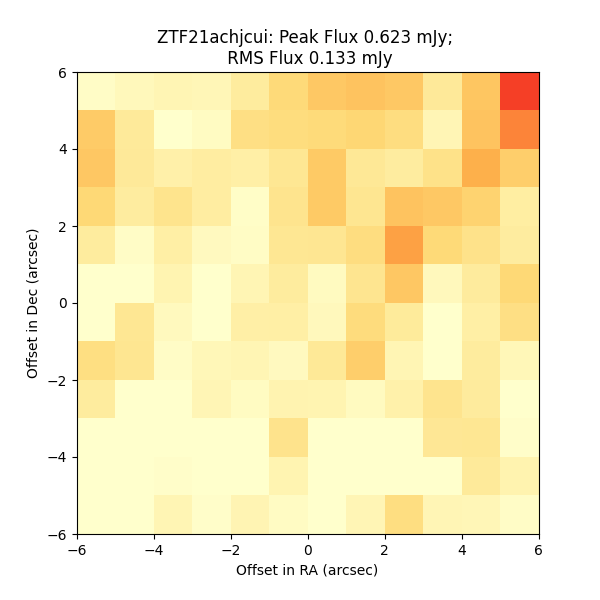 ZTF21achjcui: Peak Flux 0.623 mJy;
RMS Flux 0.133 mJy
6
4
2
0
−2
−4
−6
Offset in Dec (arcsec)
−6 −4 −2 0 2 4 6
Offset in RA (arcsec)